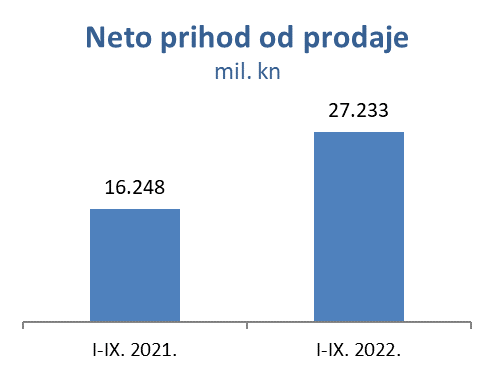 Neto prihod od prodaje
mil. kn
27.233
16.248
I-IX. 2021.
I-IX. 2022.